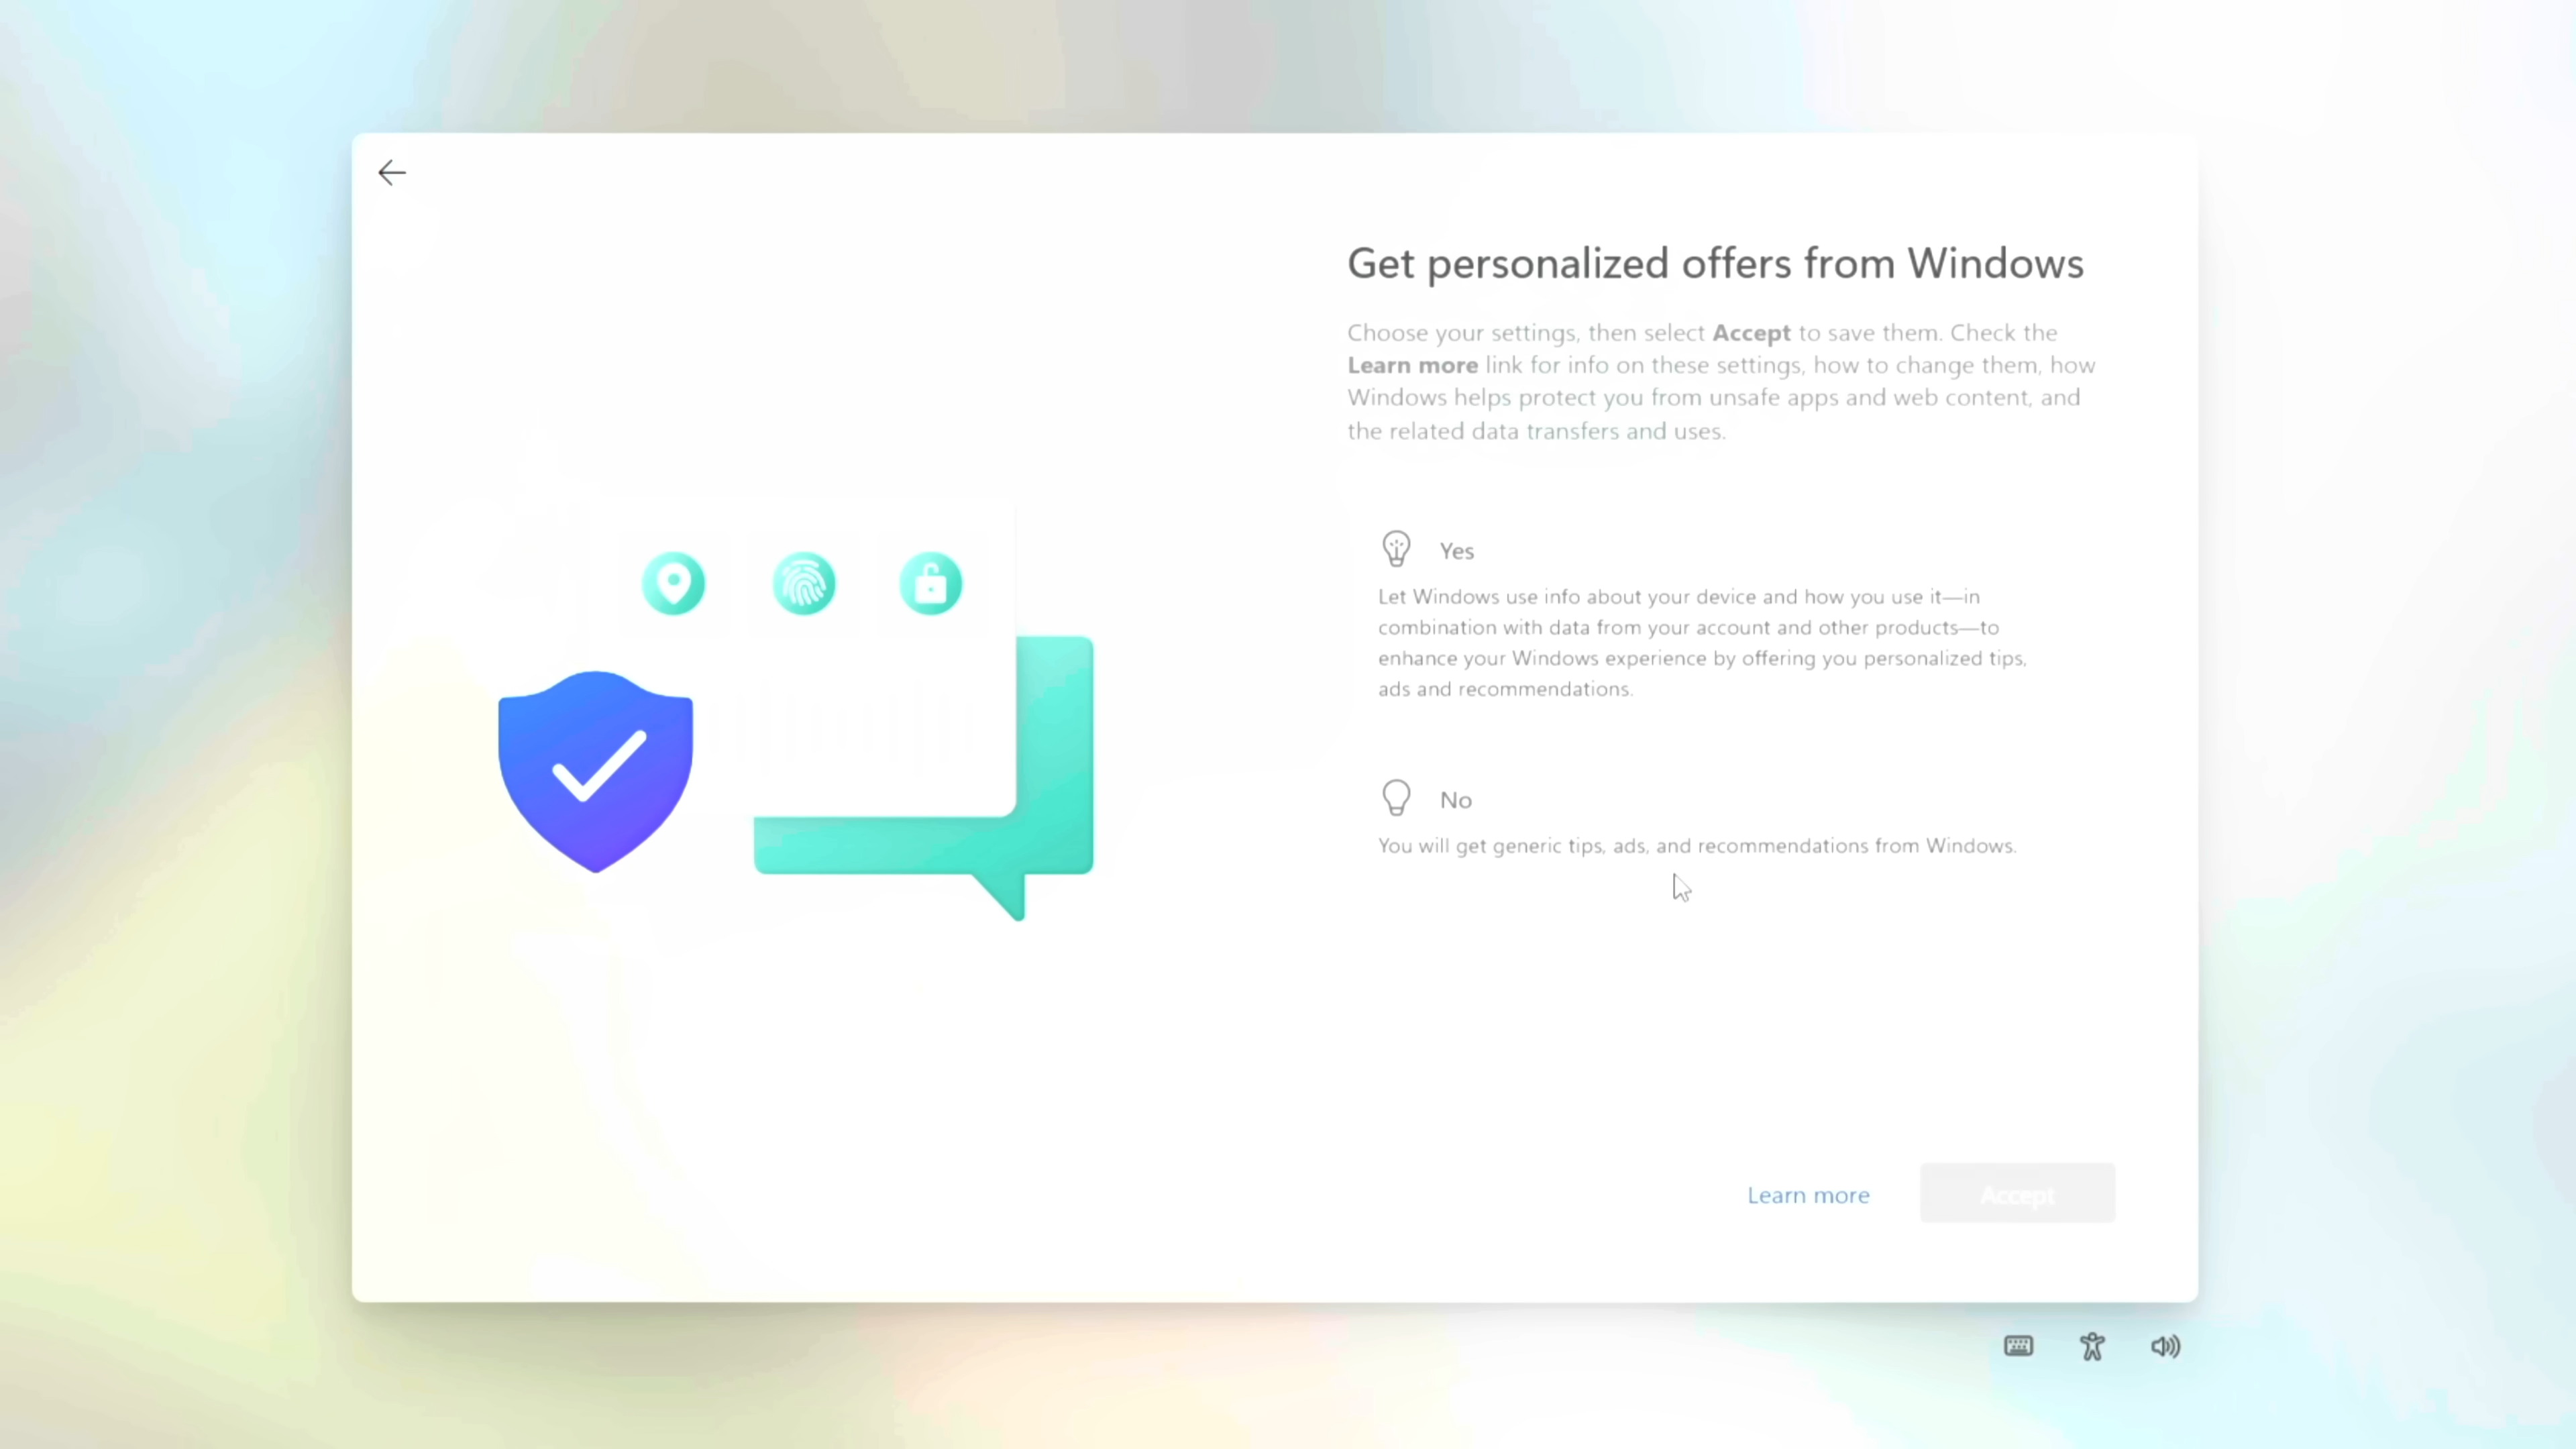 Get personalized offers from Windows
Choose your settings, then select Accept to save them. Check the
Learn more link for info on these settings, how to change them, how
Windows helps protect you from unsafe apps and web content, and
the related data transfers and uses.
Yes
Let Windows use info about your device and how you use it—in
combination with data from your account and other products—to
enhance your Windows experience by offering you personalized tips,
ads and recommendations.
No
You will get generic tips, ads, and recommendations from Windows.
Learn more
Accept